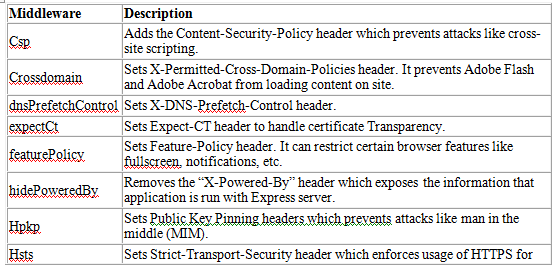 Middleware Description
Csp Adds the Content-Security-Policy header which prevents attacks like cross-
site scripting.
Crossdomain Sets X-Permitted-Cross-Domain-Policies header. It prevents Adobe Flash
and Adobe Acrobat from loading content on site.
dnsPrefetchControl Sets X-DNS-Prefetch-Control header.
expectCt Sets Expect-CT header to handle certificate Transparency.
featurePolicy Sets Feature-Policy header. It can restrict certain browser features like
fullscreen, notifications, etc.
hidePoweredBy Removes the “X-Powered-By” header which exposes the information that
application is run with Express server.
Hpkp Sets Public Key Pinning headers which prevents attacks like man in the
middle (MIM).
Hsts Sets Strict-Transport-Security header which enforces usage of HTTPS for